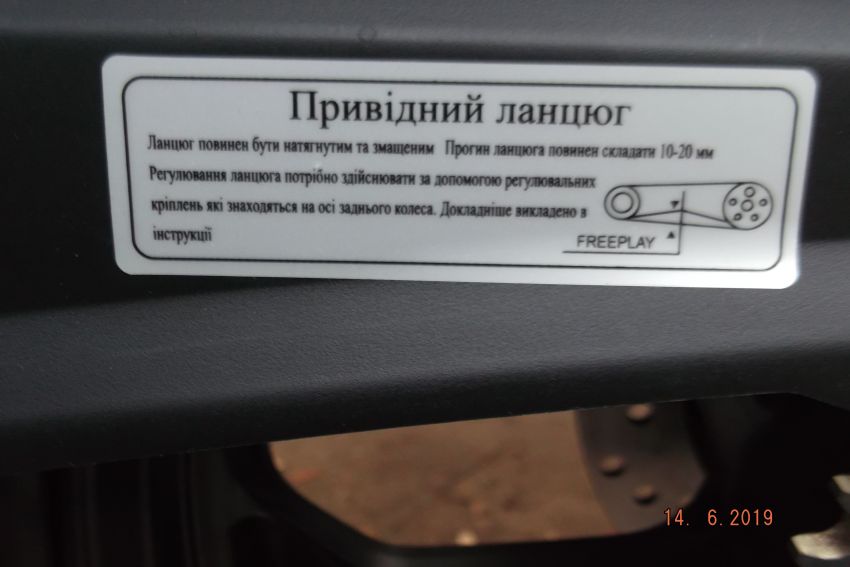 Привідний ланцюг
Ланцюг повинен бути натягнутим та змащеним Прогин ланцюга повинен складати 10-20 мм
Регулювання ланцюга потрібно здійснювати за допомогою регулювальних
кріплень які знаходяться на осі заднього колеса. Докладніше викладено в
інструкції
FREEPLAY
14. 6.2019